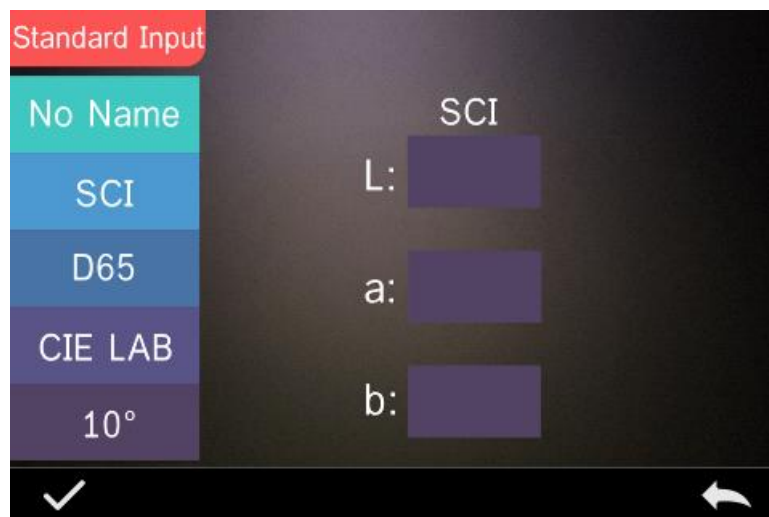 Standard Input
No Name
SCI
D65
CIE LAB
10°
SCI
L:
a:
b: